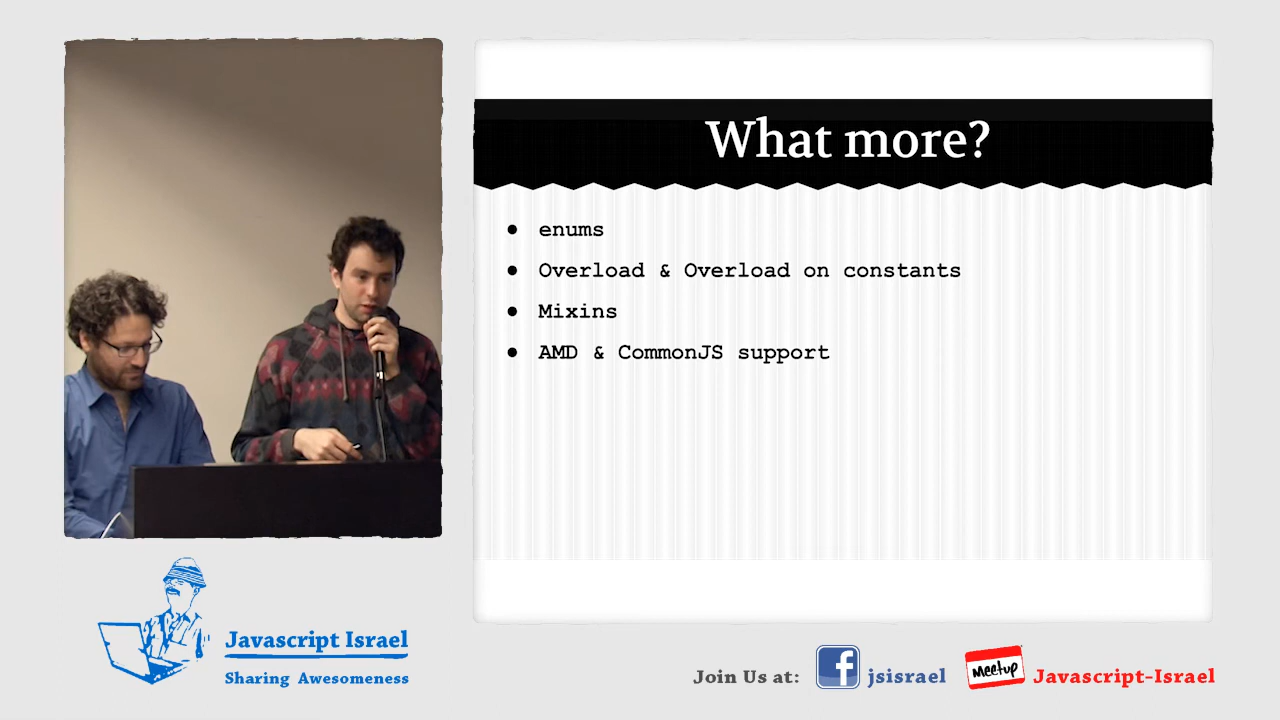 What more?
● enums
● Overload & Overload on constants
● Mixins
● AMD & CommonJS support
Javascript Israel
Sharing Awesomeness
Join Us at: f jsisrael Meetup Javascript-Israel